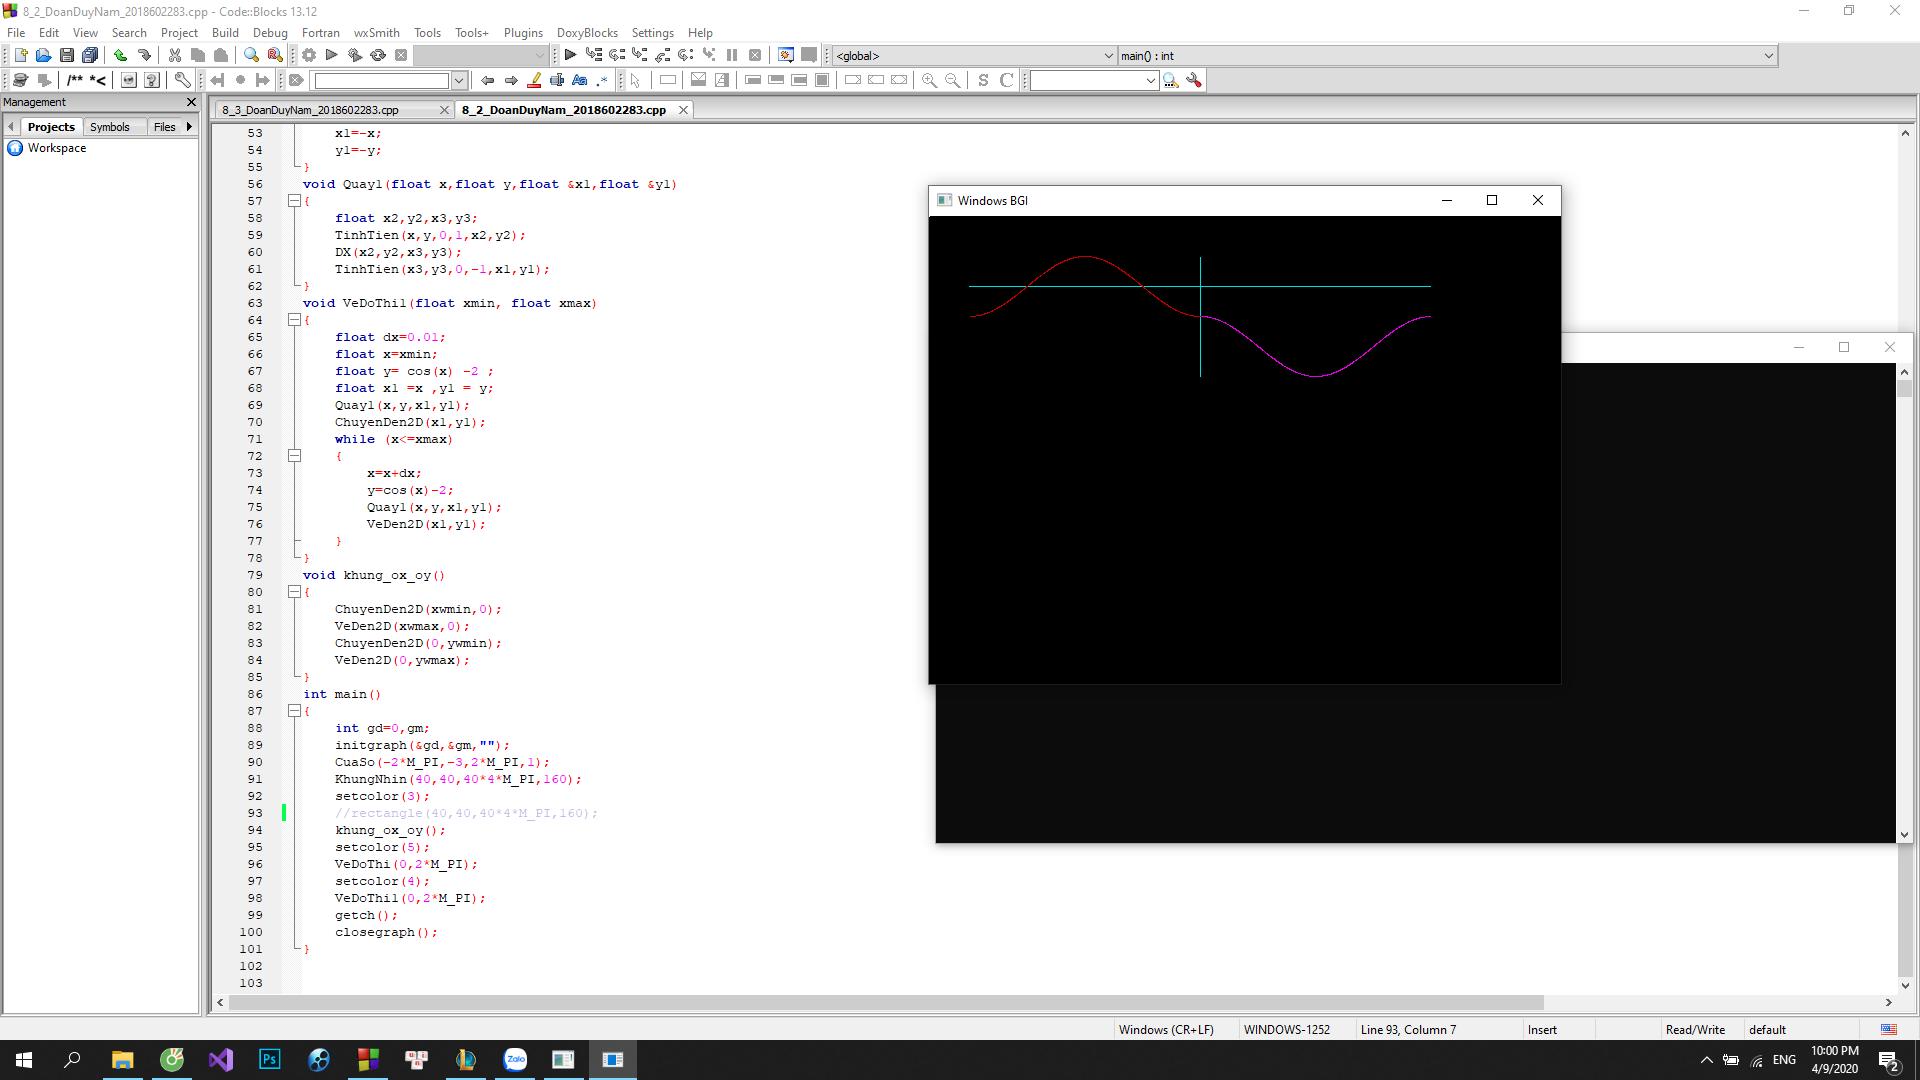 8_2_DoanDuyNam_2018602283.cpp - Code::Blocks 13.12
File Edit View Search Project Build Debug Fortran wxSmith Tools Tools+ Plugins DoxyBlocks Settings Help
<global> main() : int
/** *<
S C
Management
Projects Symbols Files
Workspace
8_3_DoanDuyNam_2018602283.cpp 8_2_DoanDuyNam_2018602283.cpp
53 x1=-x;
54 y1=-y;
55 }
56 void Quay1(float x,float y,float &x1,float &y1)
57 {
58 float x2,y2,x3,y3;
59 TinhTien(x,y,0,1,x2,y2);
60 DX(x2,y2,x3,y3);
61 TinhTien(x3,y3,0,-1,x1,y1);
62 }
63 void VeDoThi1(float xmin, float xmax)
64 {
65 float dx=0.01;
66 float x=xmin;
67 float y= cos(x) -2 ;
68 float x1 =x ,y1 = y;
69 Quay1(x,y,x1,y1);
70 ChuyenDen2D(x1,y1);
71 while (x<=xmax)
72 {
73 x=x+dx;
74 y=cos(x)-2;
75 Quay1(x,y,x1,y1);
76 VeDen2D(x1,y1);
77 }
78 }
79 void khung_ox_oy()
80 {
81 ChuyenDen2D(xwmin,0);
82 VeDen2D(xwmax,0);
83 ChuyenDen2D(0,ywmin);
84 VeDen2D(0,ywmax);
85 }
86 int main()
87 {
88 int gd=0,gm;
89 initgraph(&gd,&gm,"");
90 CuaSo(-2*M_PI,-3,2*M_PI,1);
91 KhungNhin(40,40,40*4*M_PI,160);
92 setcolor(3);
93 //rectangle(40,40,40*4*M_PI,160);
94 khung_ox_oy();
95 setcolor(5);
96 VeDoThi(0,2*M_PI);
97 setcolor(4);
98 VeDoThi1(0,2*M_PI);
99 getch();
100 closegraph();
101 }
102
103
Windows BGI
Windows (CR+LF) WINDOWS-1252 Line 93, Column 7 Insert Read/Write default
Ps
Zalo
ENG
10:00 PM
4/9/2020
2